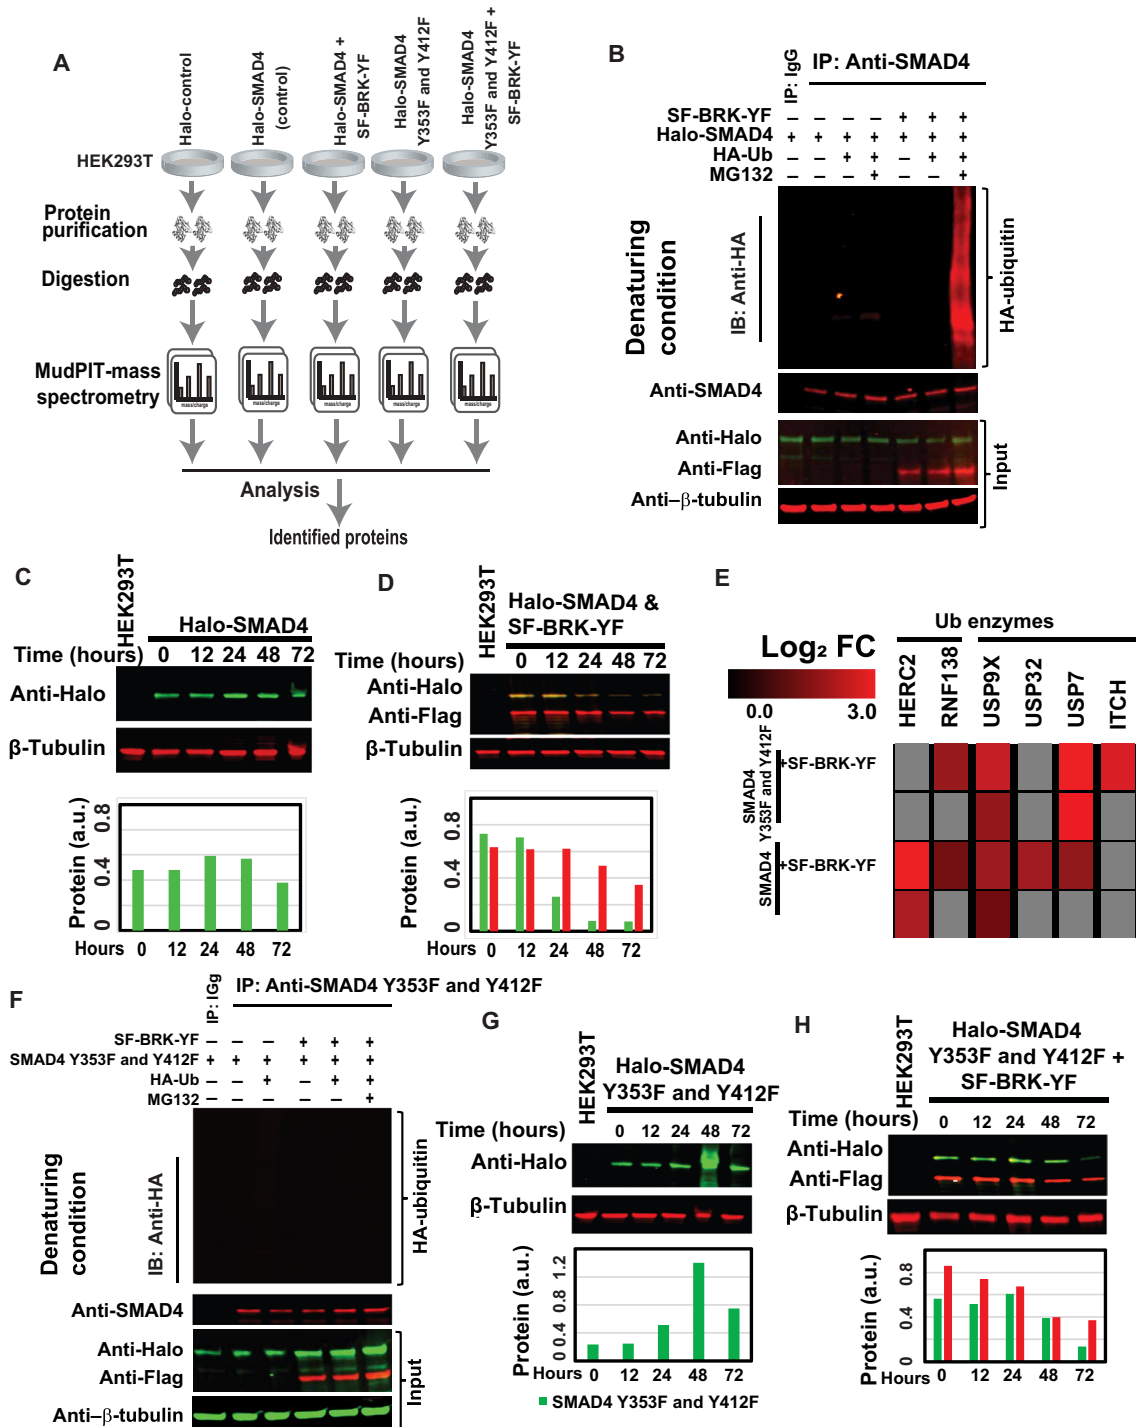 A
Halo-control
Halo-SMAD4
(control)
Halo-SMAD4 +
SF-BRK-YF
Halo-SMAD4
Y353F and Y412F
Halo-SMAD4
Y353F and Y412F +
SF-BRK-YF
HEK293T
Protein
purification
Digestion
MudPIT-mass
spectrometry
mass/charge
mass/charge
mass/charge
mass/charge
mass/charge
Analysis
Identified proteins
B
IP: IgG
IP: Anti-SMAD4
SF-BRK-YF – – – – + + +
Halo-SMAD4 + + + + + + +
HA-Ub – – + + – + +
MG132 – – – + – – +
Denaturing
condition
IB: Anti-HA
HA-ubiquitin
Anti-SMAD4
Anti-Halo
Anti-Flag
Anti–β-tubulin
Input
C
HEK293T
Halo-SMAD4
Time (hours) 0 12 24 48 72
Anti-Halo
β-Tubulin
Protein (a.u.)
0.8
0.4
0
Hours 0 12 24 48 72
D
HEK293T
Halo-SMAD4 &
SF-BRK-YF
Time (hours) 0 12 24 48 72
Anti-Halo
Anti-Flag
β-Tubulin
Protein (a.u.)
0.8
0.4
0
Hours 0 12 24 48 72
E
Log₂ FC
0.0
3.0
Ub enzymes
HERC2
RNF138
USP9X
USP32
USP7
ITCH
SMAD4
Y353F and Y412F
+SF-BRK-YF
SMAD4
+SF-BRK-YF
F
IP: IGg
IP: Anti-SMAD4 Y353F and Y412F
SF-BRK-YF – – – + + +
SMAD4 Y353F and Y412F + + + + + +
HA-Ub – – + – + +
MG132 – – – – – +
Denaturing
condition
IB: Anti-HA
HA-ubiquitin
Anti-SMAD4
Anti-Halo
Anti-Flag
Anti–β-tubulin
Input
G
HEK293T
Halo-SMAD4
Y353F and Y412F
Time (hours) 0 12 24 48 72
Anti-Halo
β-Tubulin
Protein (a.u.)
1.2
0.8
0.4
0
Hours 0 12 24 48 72
SMAD4 Y353F and Y412F
H
HEK293T
Halo-SMAD4
Y353F and Y412F +
SF-BRK-YF
Time (hours) 0 12 24 48 72
Anti-Halo
Anti-Flag
β-Tubulin
Protein (a.u.)
0.8
0.4
0
Hours 0 12 24 48 72